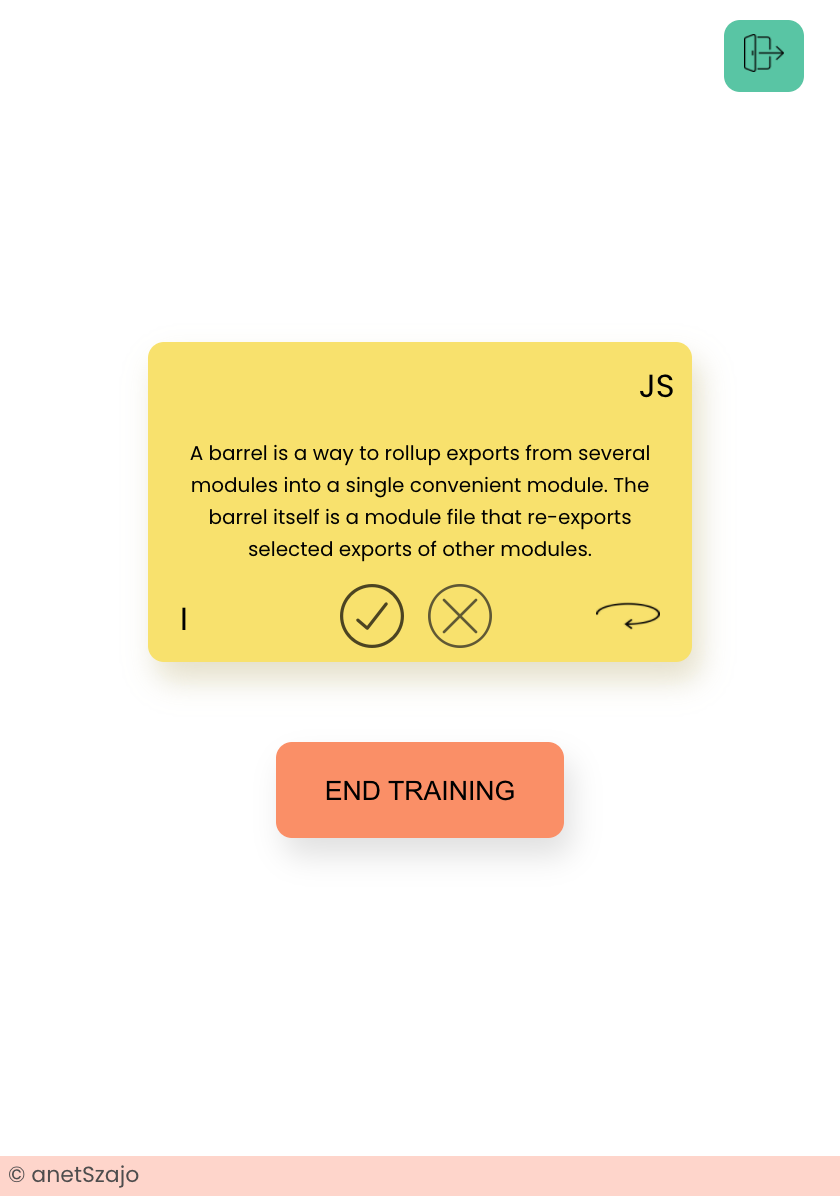 JS
A barrel is a way to rollup exports from several
modules into a single convenient module. The
barrel itself is a module file that re-exports
selected exports of other modules.
I
END TRAINING
© anetSzajo